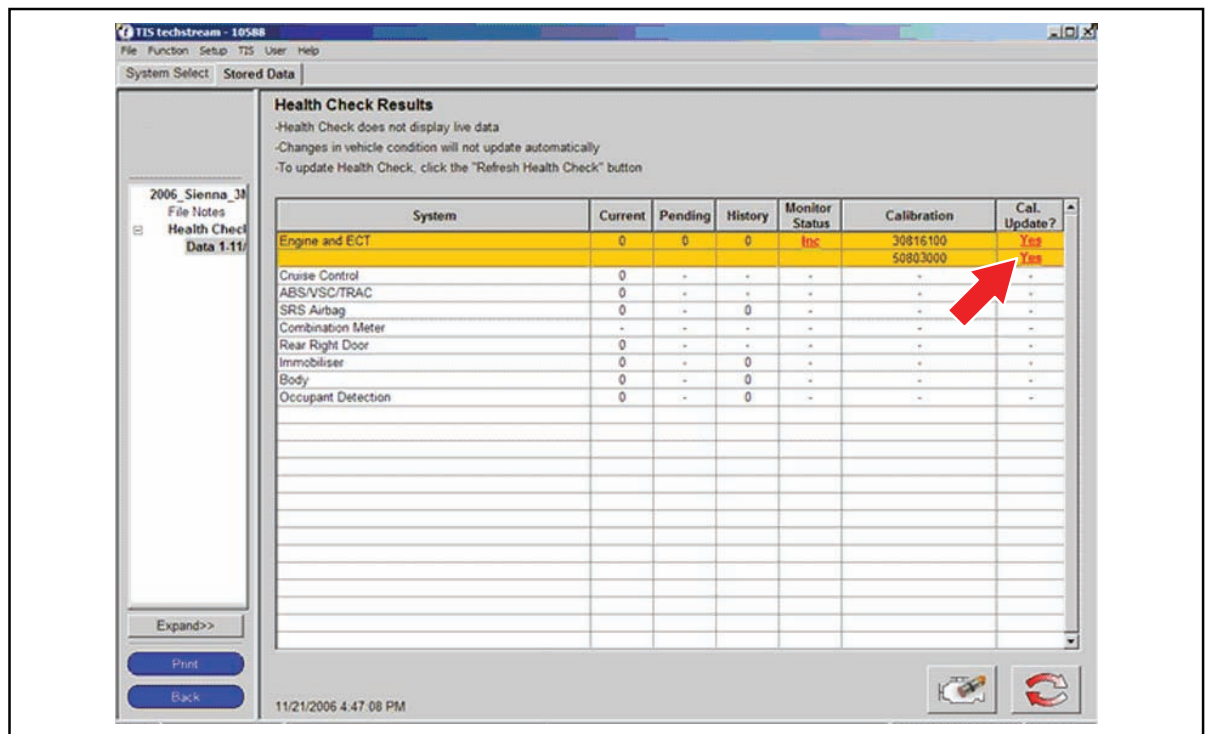 TIS techstream - 10588
File Function Setup TIS User Help
System Select Stored Data
Health Check Results
-Health Check does not display live data
-Changes in vehicle condition will not update automatically
-To update Health Check, click the "Refresh Health Check" button
2006_Sienna_3M
File Notes
Health Check
Data 1-11/
System Current Pending History Monitor Status Calibration Cal. Update?
Engine and ECT 0 0 0 Inc 30816100 Yes
50803000 Yes
Cruise Control 0 - - - - -
ABS/VSC/TRAC 0 - - - - -
SRS Airbag 0 - 0 - - -
Combination Meter - - - - - -
Rear Right Door 0 - - - - -
Immobiliser 0 - 0 - - -
Body 0 - 0 - - -
Occupant Detection 0 - 0 - - -
Expand>>
Print
Back
11/21/2006 4:47:08 PM